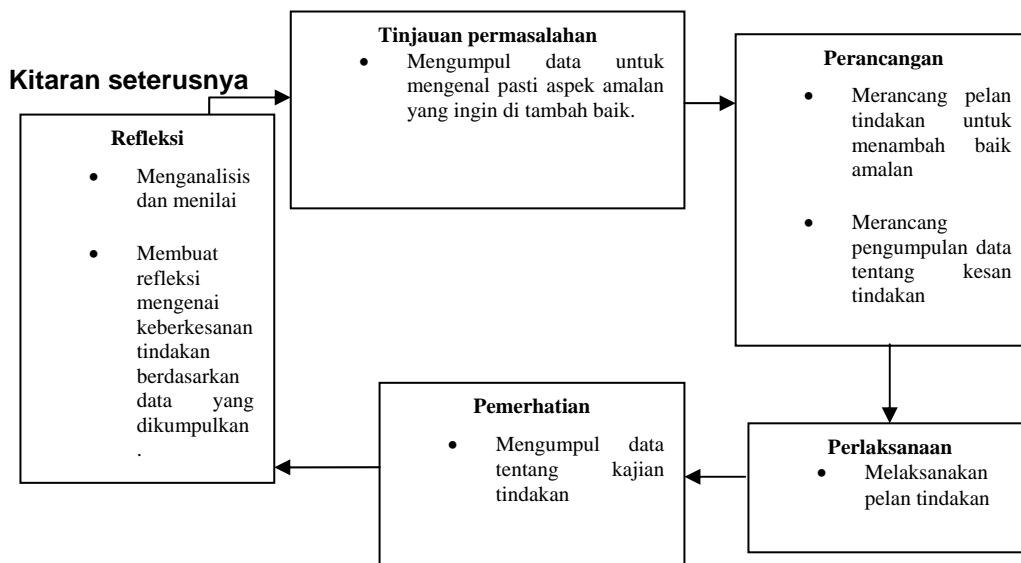 Kitaran seterusnya
Tinjauan permasalahan
• Mengumpul data untuk
mengenal pasti aspek amalan
yang ingin di tambah baik.
Perancangan
• Merancang pelan
tindakan untuk
menambah baik
amalan
• Merancang
pengumpulan data
tentang kesan
tindakan
Perlaksanaan
• Melaksanakan
pelan tindakan
Pemerhatian
• Mengumpul data
tentang kajian
tindakan
Refleksi
• Menganalisis
dan menilai
• Membuat
refleksi
mengenai
keberkesanan
tindakan
berdasarkan
data yang
dikumpulkan
.